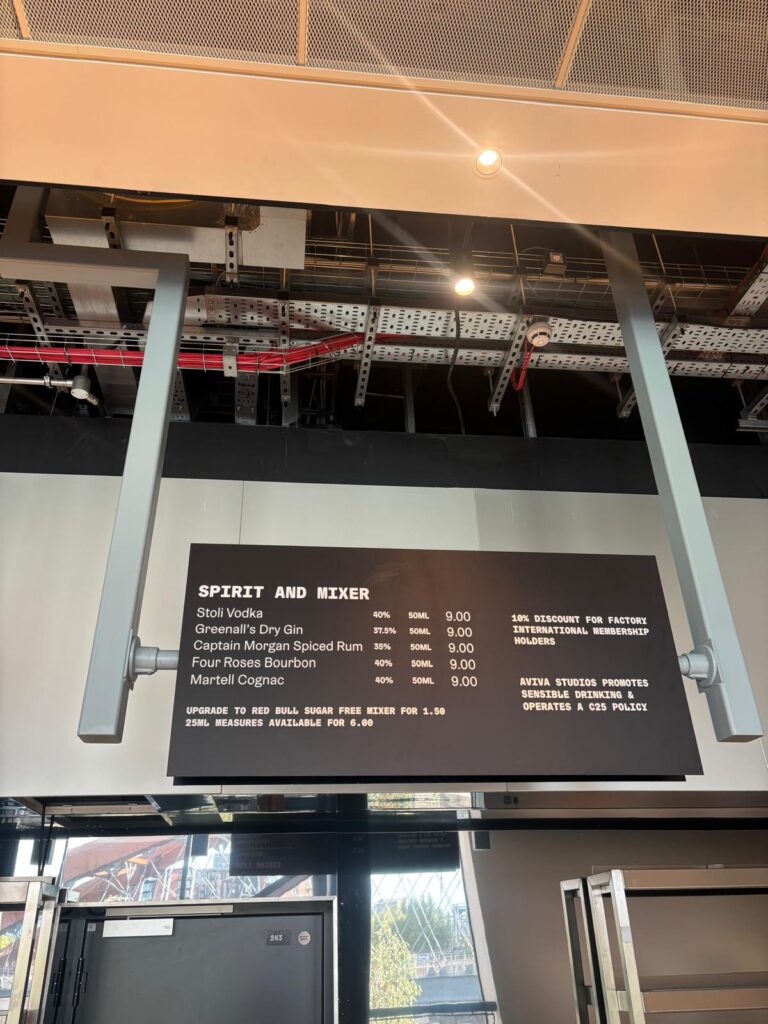 SPIRIT AND MIXER
Stoli Vodka 40% 50ML 9.00
Greenall's Dry Gin 37.5% 50ML 9.00
Captain Morgan Spiced Rum 35% 50ML 9.00
Four Roses Bourbon 40% 50ML 9.00
Martell Cognac 40% 50ML 9.00
UPGRADE TO RED BULL SUGAR FREE MIXER FOR 1.50
25ML MEASURES AVAILABLE FOR 6.00
10% DISCOUNT FOR FACTORY
INTERNATIONAL MEMBERSHIP
HOLDERS
AVIVA STUDIOS PROMOTES
SENSIBLE DRINKING &
OPERATES A C25 POLICY
243